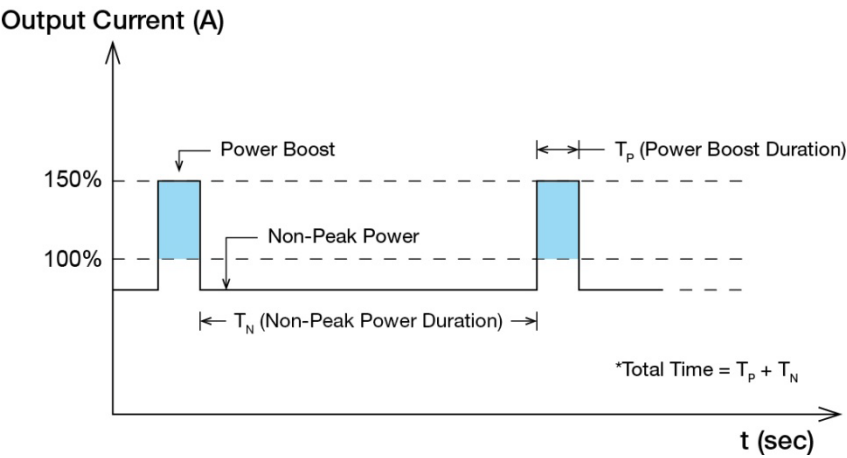 Output Current (A)
Power Boost
T_P (Power Boost Duration)
150%
Non-Peak Power
100%
T_N (Non-Peak Power Duration)
*Total Time = T_P + T_N
t (sec)